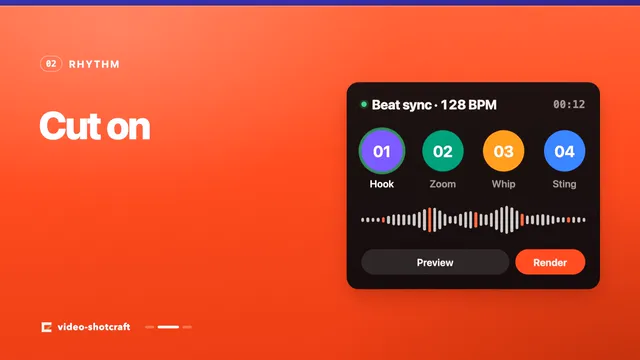 02 RHYTHM
Cut on
Beat sync · 128 BPM 00:12
01 02 03 04
Hook Zoom Whip Sting
Preview Render
video-shotcraft